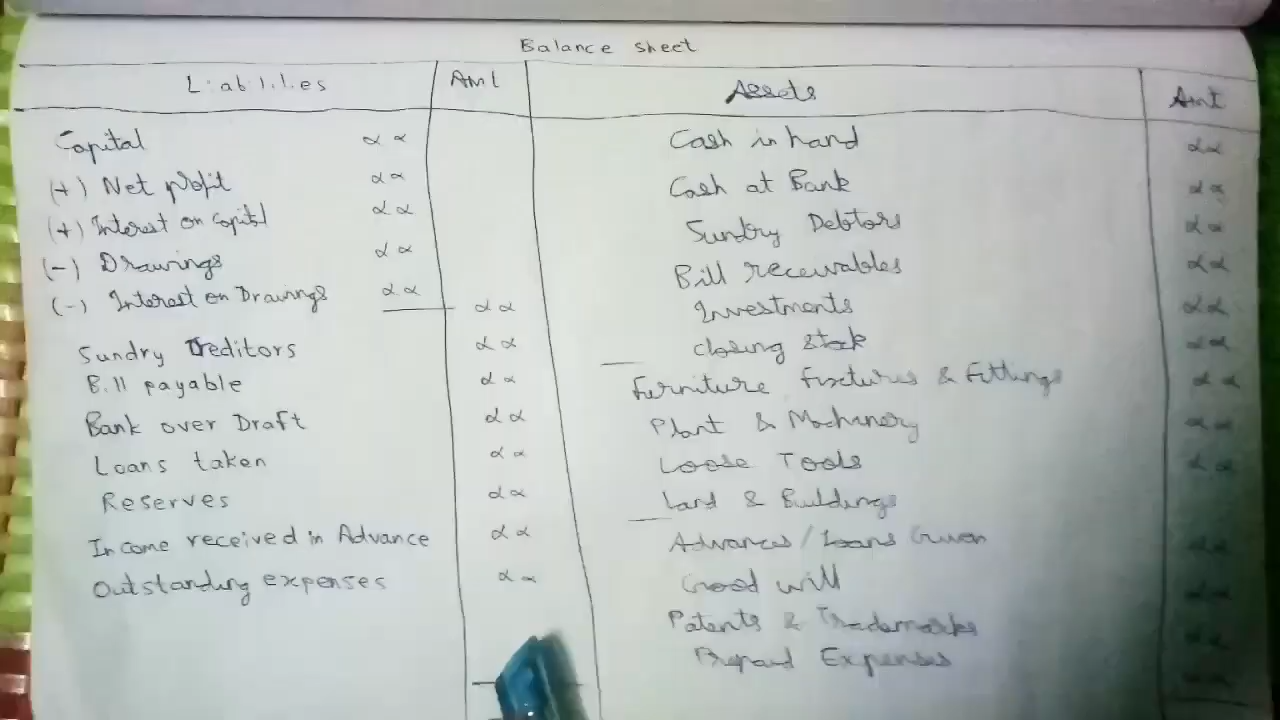 Balance sheet
Liabilities Amt Assets Amt
Capital xx
(+) Net profit xx
(+) Interest on capital xx
(-) Drawings xx
(-) Interest on Drawings xx xx
Sundry Creditors xx
Bill payable xx
Bank over Draft xx
Loans taken xx
Reserves xx
Income received in Advance xx
Outstanding expenses xx
Cash in hand xx
Cash at Bank xx
Sundry Debtors xx
Bill receivables xx
Investments xx
closing stock xx
Furniture Fixtures & Fittings xx
Plant & Machinery xx
Loose Tools xx
Land & Buildings
Advances/Loans Given xx
Good will xx
Patents & Trademarks xx
Prepaid Expenses xx